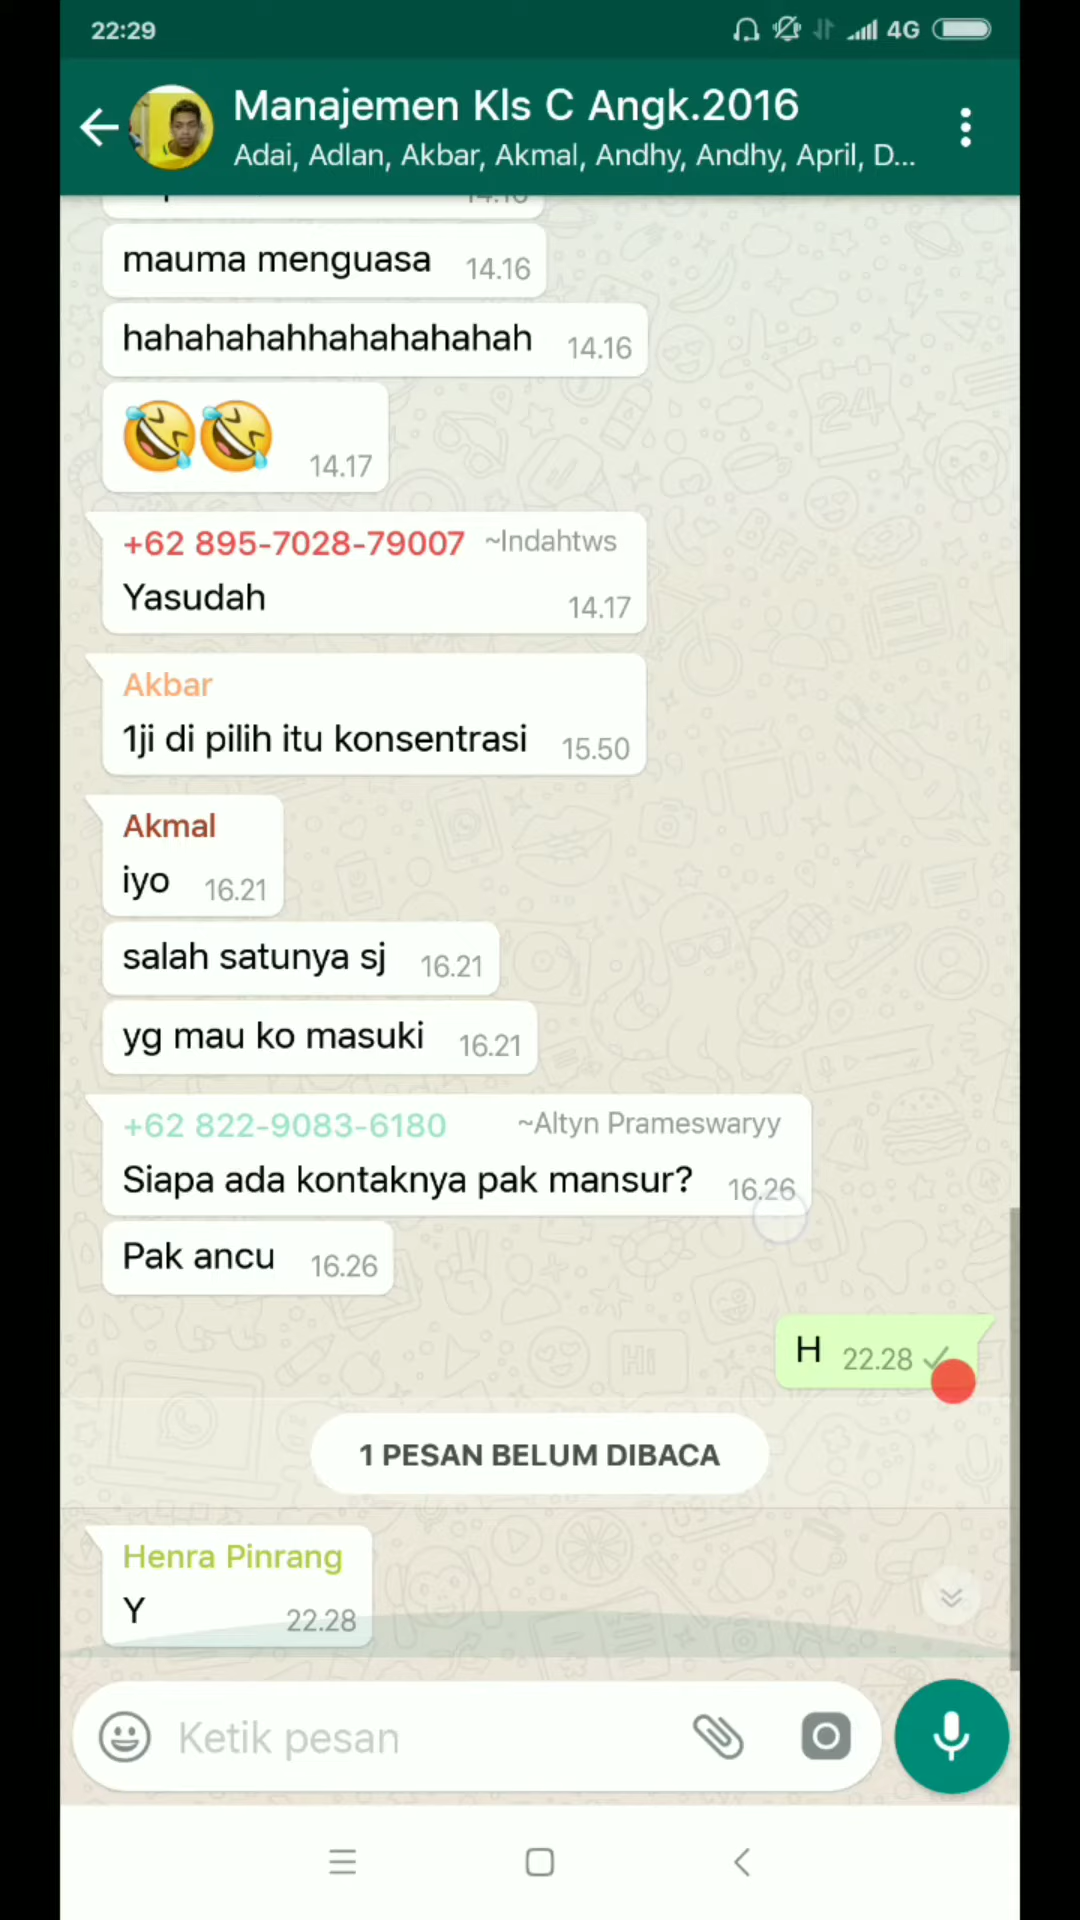 22:29
4G
Manajemen Kls C Angk.2016
Adai, Adlan, Akbar, Akmal, Andhy, Andhy, April, D...
mauma menguasa 14.16
hahahahahhahahahahah 14.16
14.17
+62 895-7028-79007 ~Indahtws
Yasudah 14.17
Akbar
1ji di pilih itu konsentrasi 15.50
Akmal
iyo 16.21
salah satunya sj 16.21
yg mau ko masuki 16.21
+62 822-9083-6180 ~Altyn Prameswaryy
Siapa ada kontaknya pak mansur? 16.26
Pak ancu 16.26
H 22.28
1 PESAN BELUM DIBACA
Henra Pinrang
Y 22.28
Ketik pesan